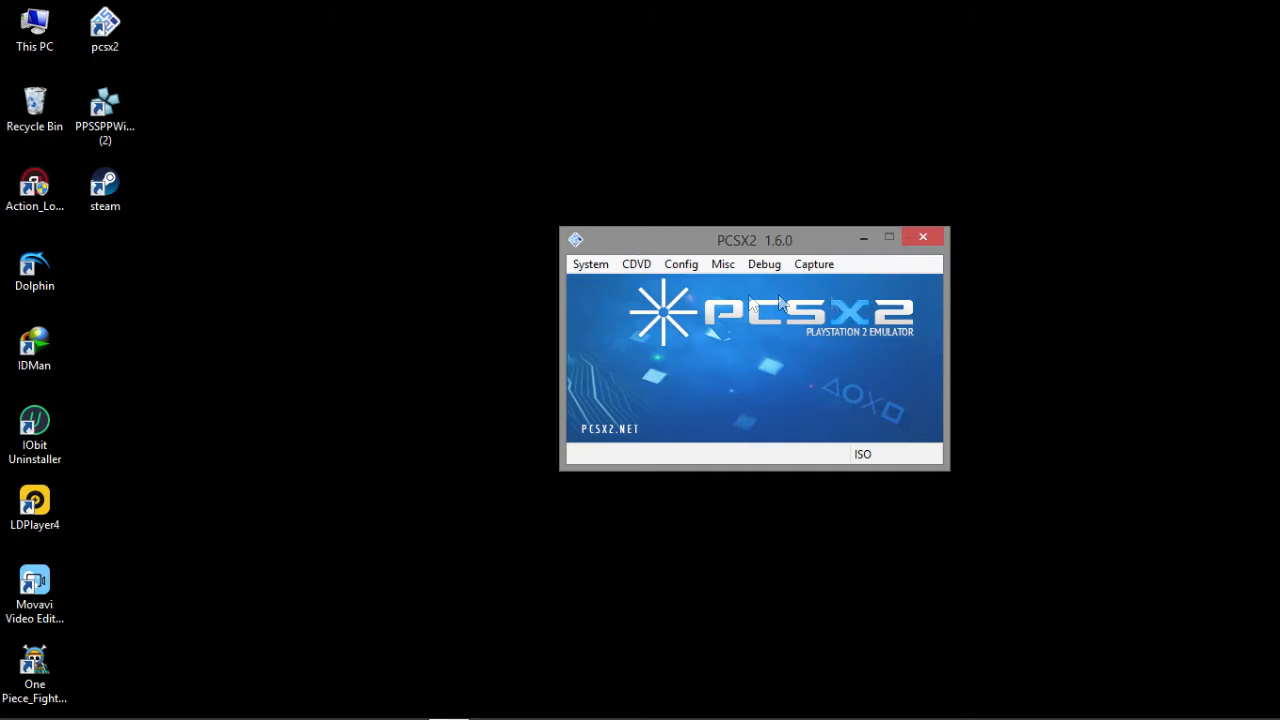 This PC
pcsx2
Recycle Bin
PPSSPPWi...
(2)
Action_Lo...
steam
Dolphin
IDMan
IObit
Uninstaller
LDPlayer4
Movavi
Video Edit...
One
Piece_Fight...
PCSX2 1.6.0
System CDVD Config Misc Debug Capture
PCSX2
PLAYSTATION 2 EMULATOR
PCSX2.NET
ISO